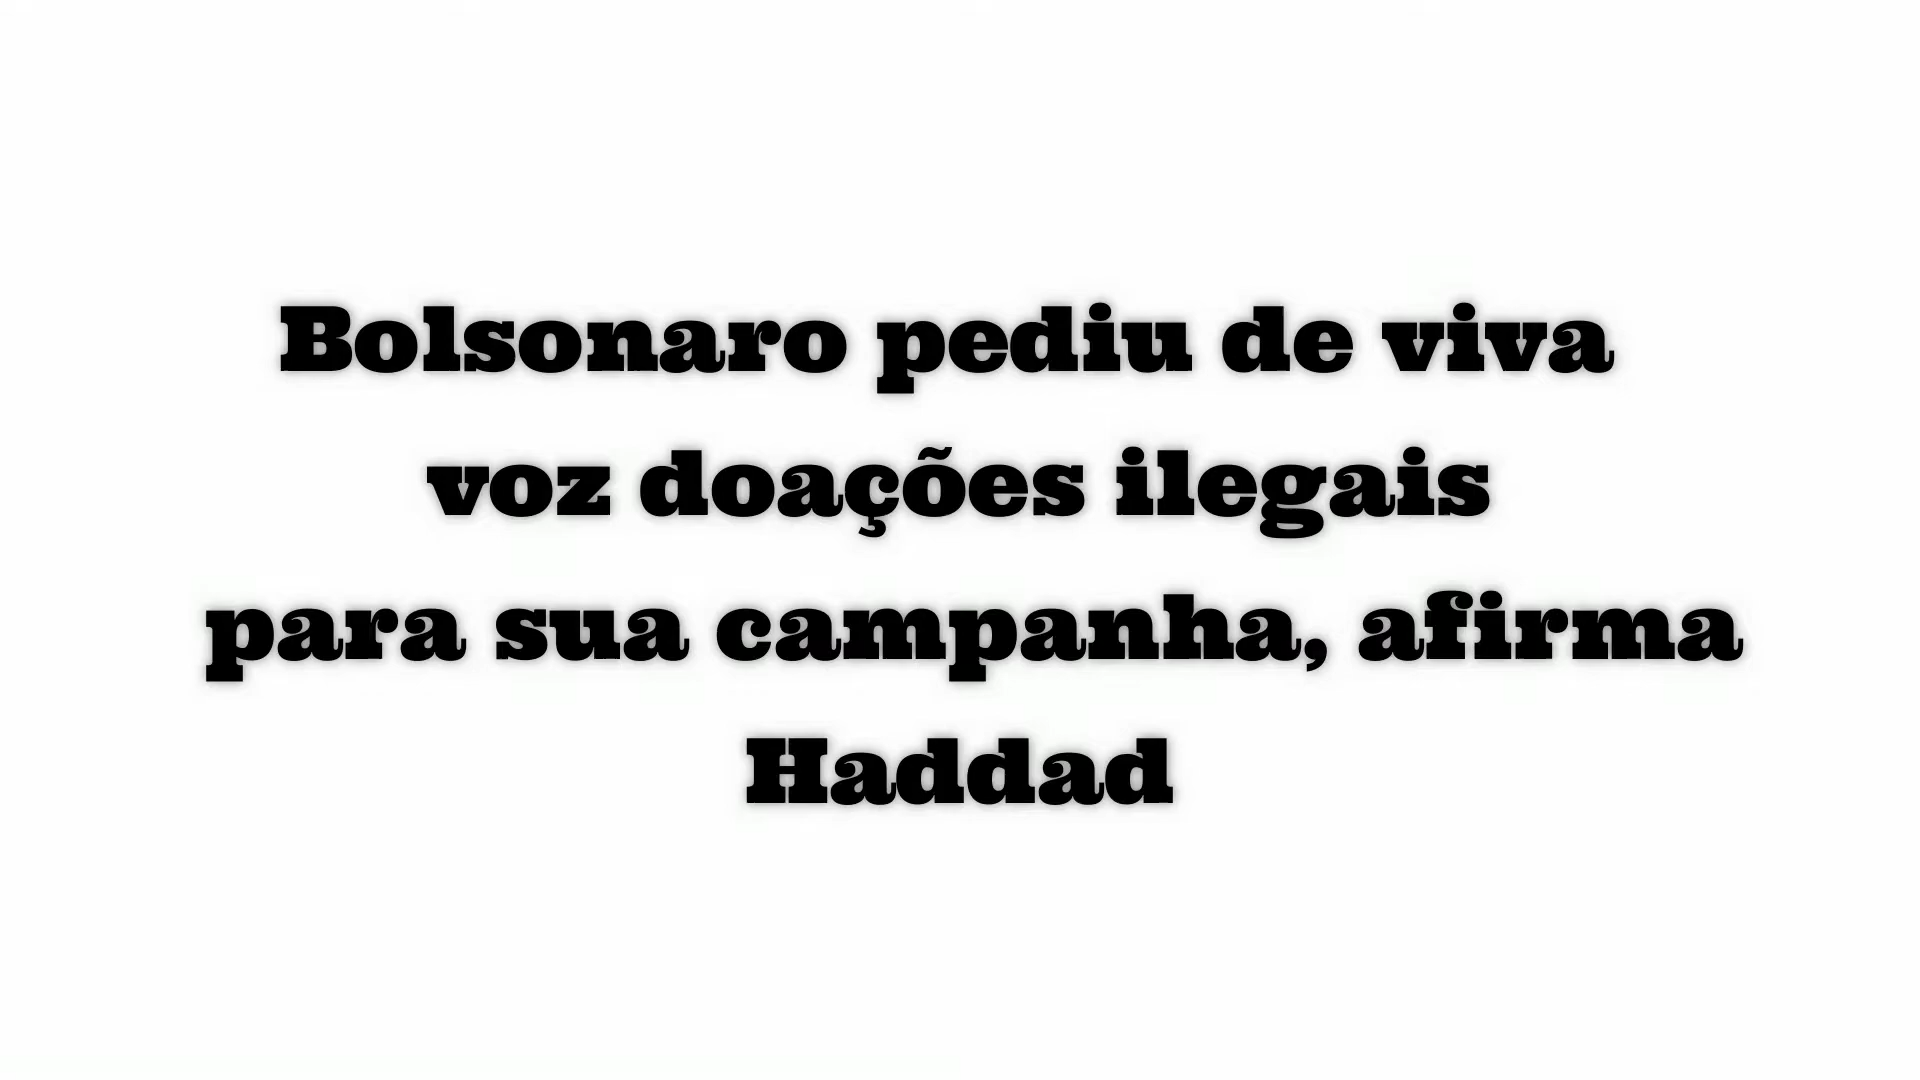 Bolsonaro pediu de viva
voz doações ilegais
para sua campanha, afirma
Haddad